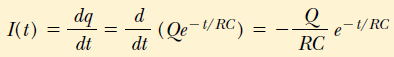 I(t) = dq/dt = d/dt (Qe^{-t/RC}) = -Q/RC e^{-t/RC}